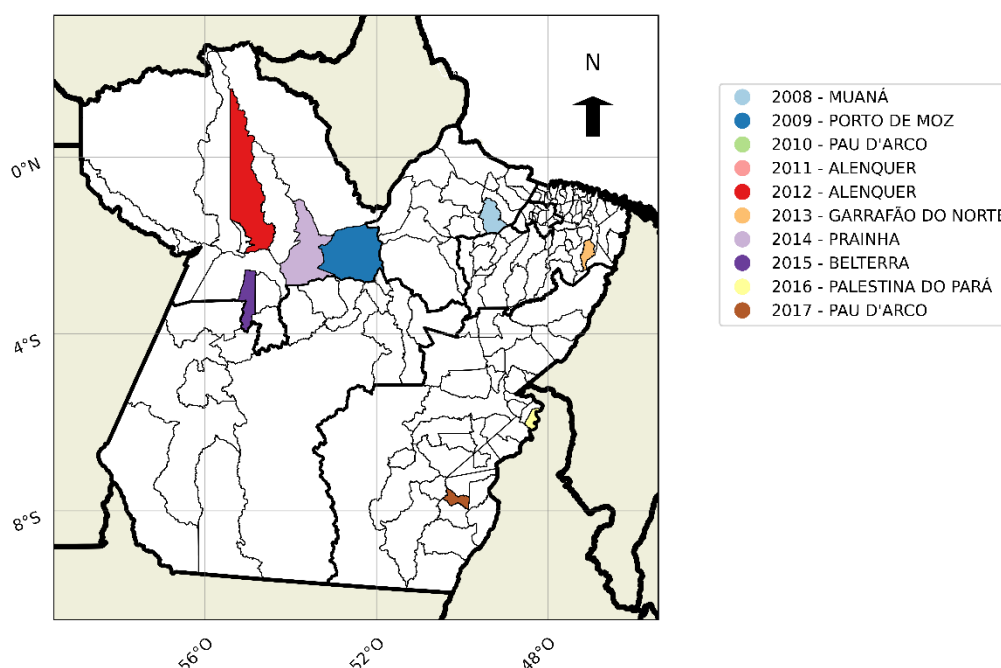 N
0°N
4°S
8°S
56°O
52°O
48°O
2008 - MUANÁ
2009 - PORTO DE MOZ
2010 - PAU D'ARCO
2011 - ALENQUER
2012 - ALENQUER
2013 - GARRAFÃO DO NORTE
2014 - PRAINHA
2015 - BELTERRA
2016 - PALESTINA DO PARÁ
2017 - PAU D'ARCO